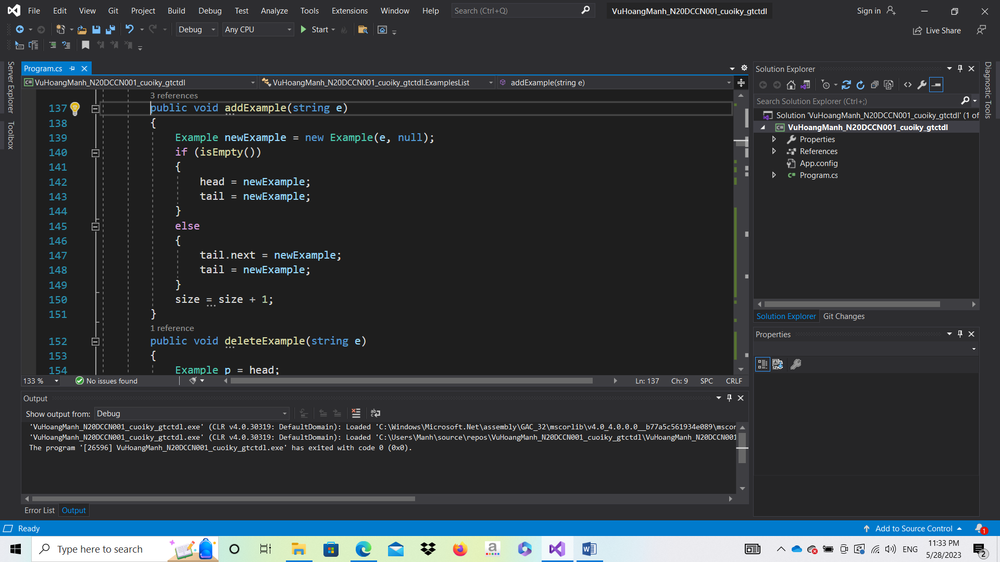 File Edit View Git Project Build Debug Test Analyze Tools Extensions Window Help Search (Ctrl+Q) VuHoangManh_N20DCCN001_cuoiky_gtctdl Sign in
Debug Any CPU Start Live Share
Server Explorer
Toolbox
Program.cs
VuHoangManh_N20DCCN001_cuoiky_gtctdl VuHoangManh_N20DCCN001_cuoiky_gtctdl.ExamplesList addExample(string e)
3 references
137 public void addExample(string e)
138 {
139 Example newExample = new Example(e, null);
140 if (isEmpty())
141 {
142 head = newExample;
143 tail = newExample;
144 }
145 else
146 {
147 tail.next = newExample;
148 tail = newExample;
149 }
150 size = size + 1;
151 }
1 reference
152 public void deleteExample(string e)
153 {
154 Example p = head;
133 % No issues found Ln: 137 Ch: 9 SPC CRLF
Output
Show output from: Debug
'VuHoangManh_N20DCCN001_cuoiky_gtctdl.exe' (CLR v4.0.30319: DefaultDomain): Loaded 'C:\Windows\Microsoft.Net\assembly\GAC_32\mscorlib\v4.0_4.0.0.0__b77a5c561934e089\mscor
'VuHoangManh_N20DCCN001_cuoiky_gtctdl.exe' (CLR v4.0.30319: DefaultDomain): Loaded 'C:\Users\Manh\source\repos\VuHoangManh_N20DCCN001_cuoiky_gtctdl\VuHoangManh_N20DCCN001
The program '[26596] VuHoangManh_N20DCCN001_cuoiky_gtctdl.exe' has exited with code 0 (0x0).
Error List Output
Solution Explorer
Search Solution Explorer (Ctrl+;)
Solution 'VuHoangManh_N20DCCN001_cuoiky_gtctdl' (1 of
C# VuHoangManh_N20DCCN001_cuoiky_gtctdl
Properties
References
App.config
C# Program.cs
Solution Explorer Git Changes
Properties
Diagnostic Tools
Ready Add to Source Control 1
Type here to search ENG 11:33 PM
5/28/2023 2